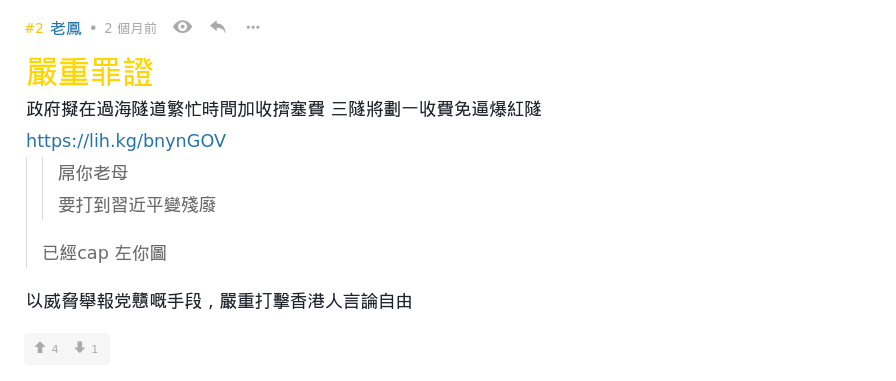 #2 老鳳 • 2 個月前
嚴重罪證
政府擬在過海隧道繁忙時間加收擠塞費 三隧將劃一收費免逼爆紅隧
https://lih.kg/bnynGOV
屌你老母
要打到習近平變殘廢
已經cap 左你圖
以威脅舉報党戆嘅手段，嚴重打擊香港人言論自由
4 1